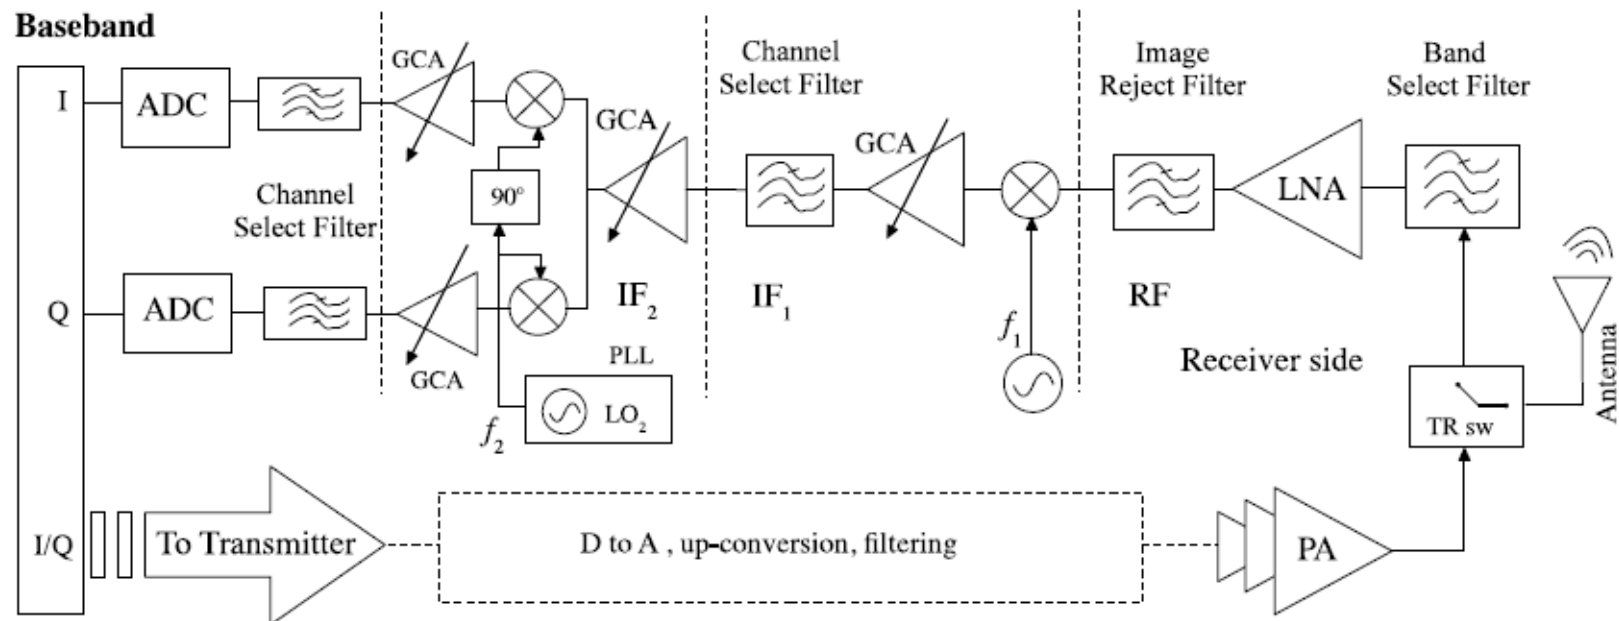 Baseband
I
ADC
GCA
GCA
Channel
Select Filter
GCA
Image
Reject Filter
Band
Select Filter
LNA
90°
Channel
Select Filter
Q
ADC
GCA
IF2
IF1
RF
f1
Receiver side
PLL
LO2
f2
TR sw
Antenna
I/Q
To Transmitter
D to A , up-conversion, filtering
PA